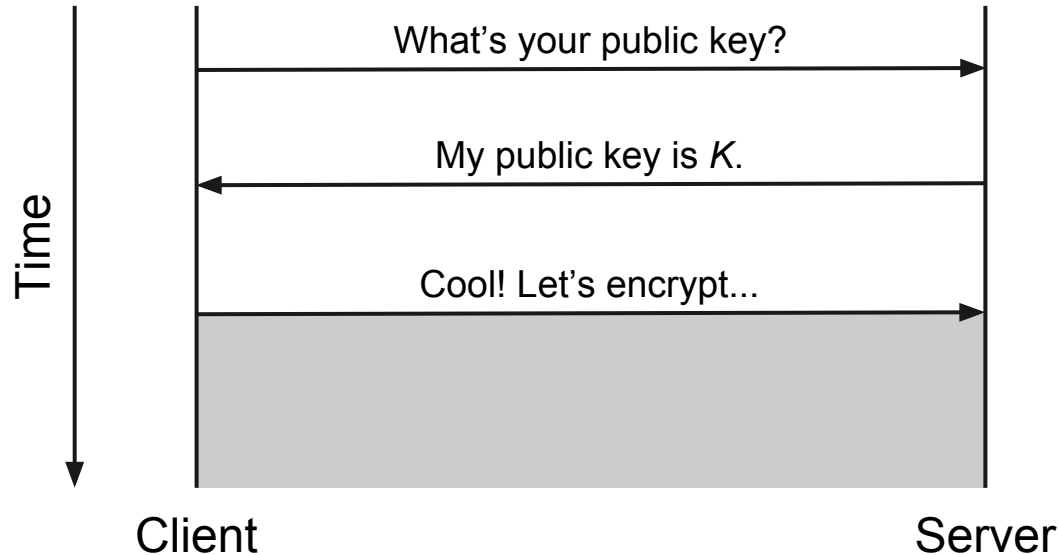 What’s your public key?
My public key is K.
Cool! Let’s encrypt...
Time
Client
Server